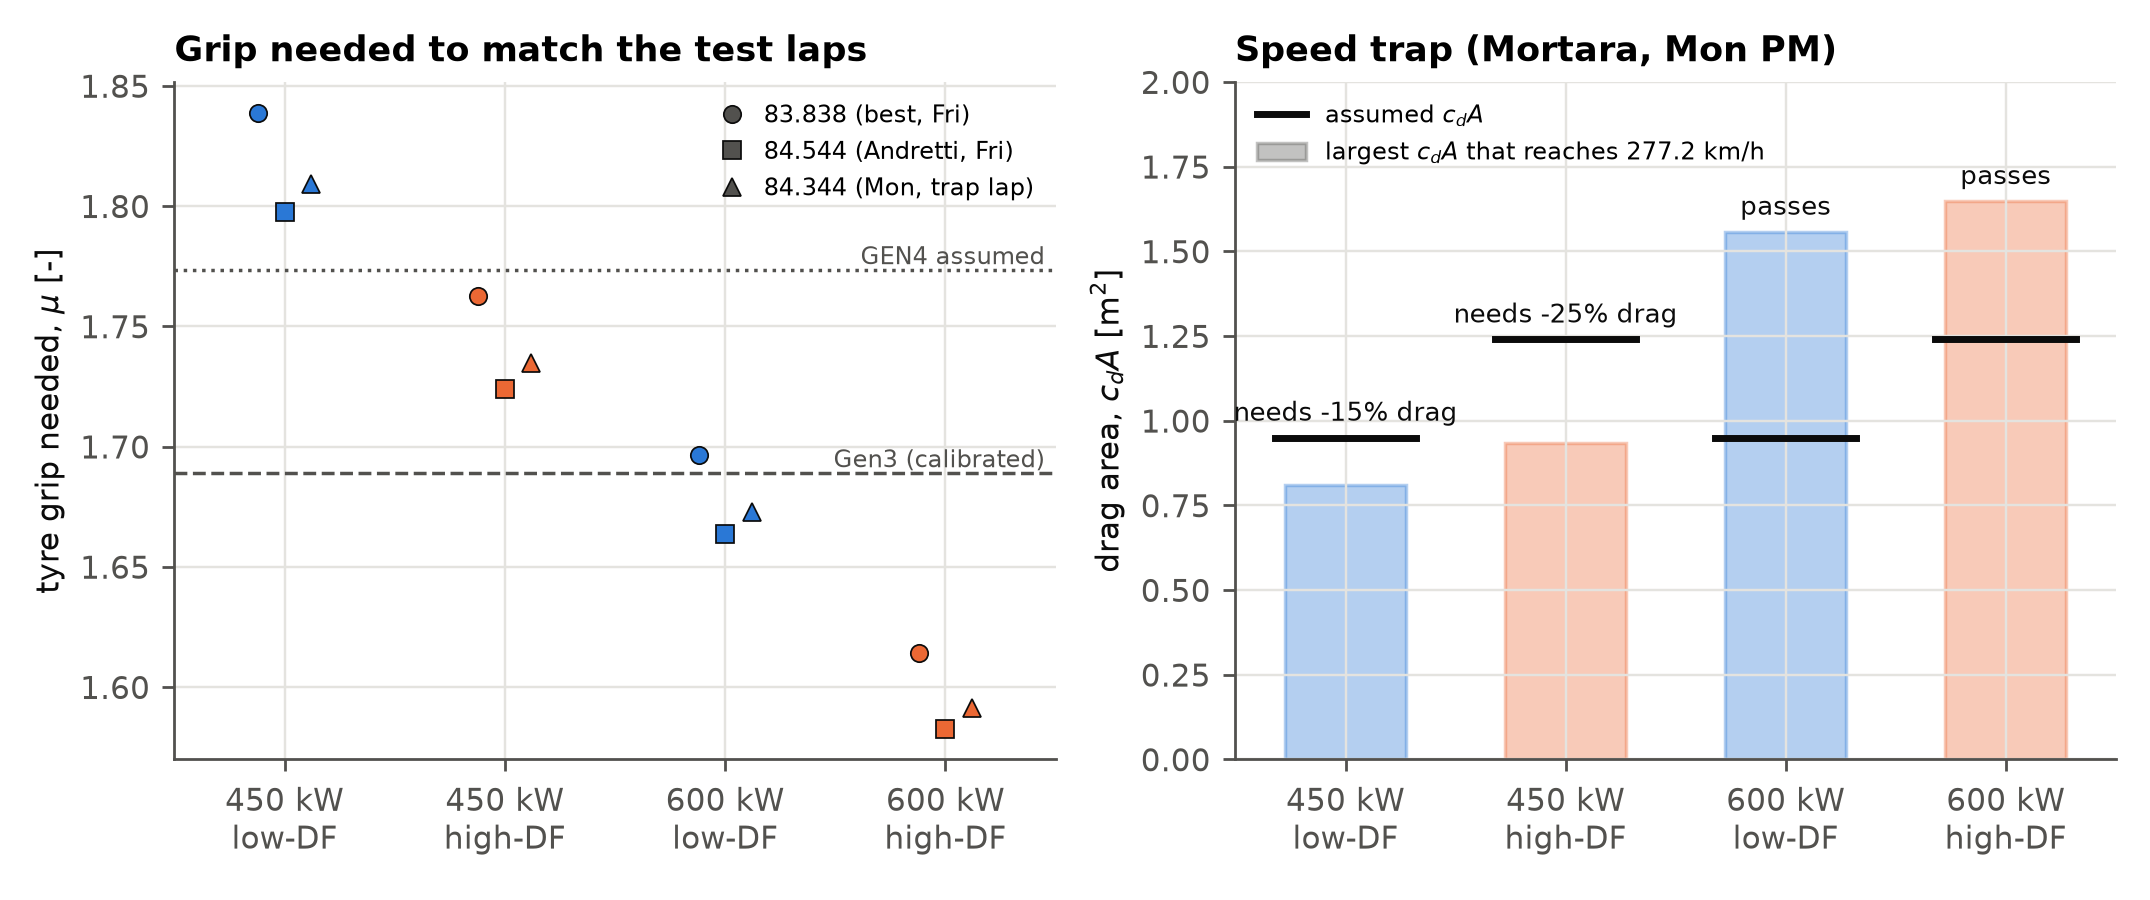 Grip needed to match the test laps
1.85
1.80
1.75
1.70
1.65
1.60
tyre grip needed, μ [-]
83.838 (best, Fri)
84.544 (Andretti, Fri)
84.344 (Mon, trap lap)
GEN4 assumed
Gen3 (calibrated)
450 kW
low-DF
450 kW
high-DF
600 kW
low-DF
600 kW
high-DF
Speed trap (Mortara, Mon PM)
2.00
1.75
1.50
1.25
1.00
0.75
0.50
0.25
0.00
drag area, c_dA [m²]
assumed c_dA
largest c_dA that reaches 277.2 km/h
needs -15% drag
needs -25% drag
passes
passes
450 kW
low-DF
450 kW
high-DF
600 kW
low-DF
600 kW
high-DF